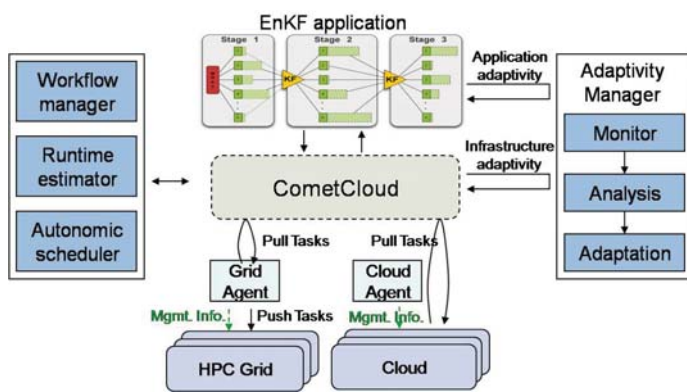 EnKF application
Stage 1
Stage 2
Stage 3
KF
KF
Workflow
manager
Runtime
estimator
Autonomic
scheduler
Application
adaptivity
Infrastructure
adaptivity
Adaptivity
Manager
Monitor
Analysis
Adaptation
CometCloud
Pull Tasks
Pull Tasks
Grid
Agent
Cloud
Agent
Mgmt. Info.
Push Tasks
Mgmt. Info.
HPC Grid
Cloud